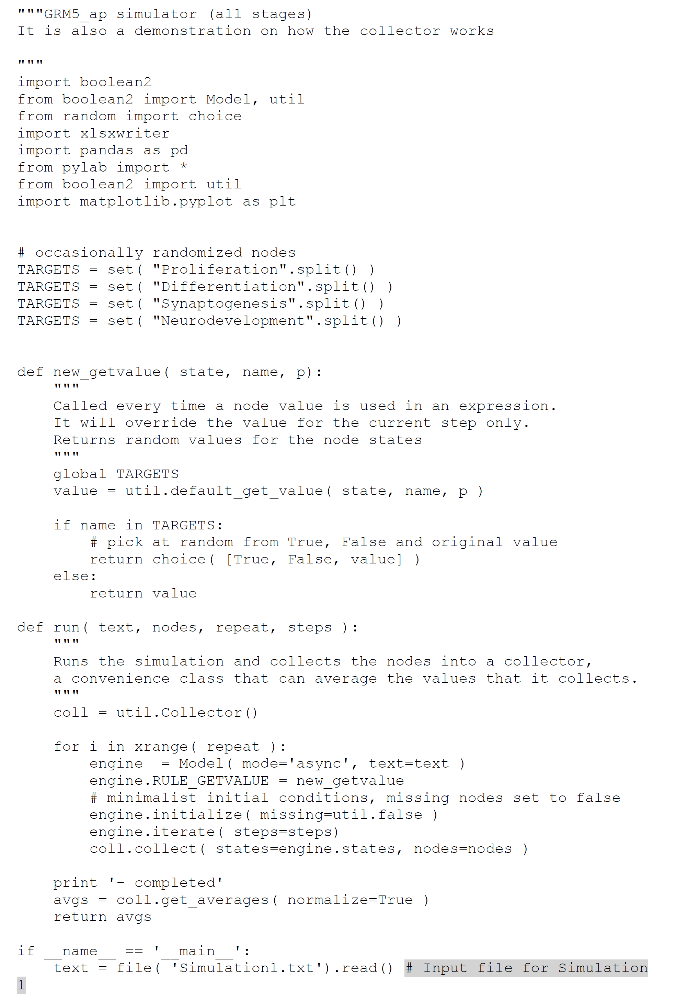 """GRM5_ap simulator (all stages)
It is also a demonstration on how the collector works
"""
import boolean2
from boolean2 import Model, util
from random import choice
import xlsxwriter
import pandas as pd
from pylab import *
from boolean2 import util
import matplotlib.pyplot as plt
# occasionally randomized nodes
TARGETS = set( "Proliferation".split() )
TARGETS = set( "Differentiation".split() )
TARGETS = set( "Synaptogenesis".split() )
TARGETS = set( "Neurodevelopment".split() )
def new_getvalue( state, name, p):
    """
    Called every time a node value is used in an expression.
    It will override the value for the current step only.
    Returns random values for the node states
    """
    global TARGETS
    value = util.default_get_value( state, name, p )
    if name in TARGETS:
        # pick at random from True, False and original value
        return choice( [True, False, value] )
    else:
        return value
def run( text, nodes, repeat, steps ):
    """
    Runs the simulation and collects the nodes into a collector,
    a convenience class that can average the values that it collects.
    """
    coll = util.Collector()
    for i in xrange( repeat ):
        engine  = Model( mode='async', text=text )
        engine.RULE_GETVALUE = new_getvalue
        # minimalist initial conditions, missing nodes set to false
        engine.initialize( missing=util.false )
        engine.iterate( steps=steps)
        coll.collect( states=engine.states, nodes=nodes )
    print '- completed'
    avgs = coll.get_averages( normalize=True )
    return avgs
if __name__ == '__main__':
    text = file( 'Simulation1.txt').read() # Input file for Simulation
1